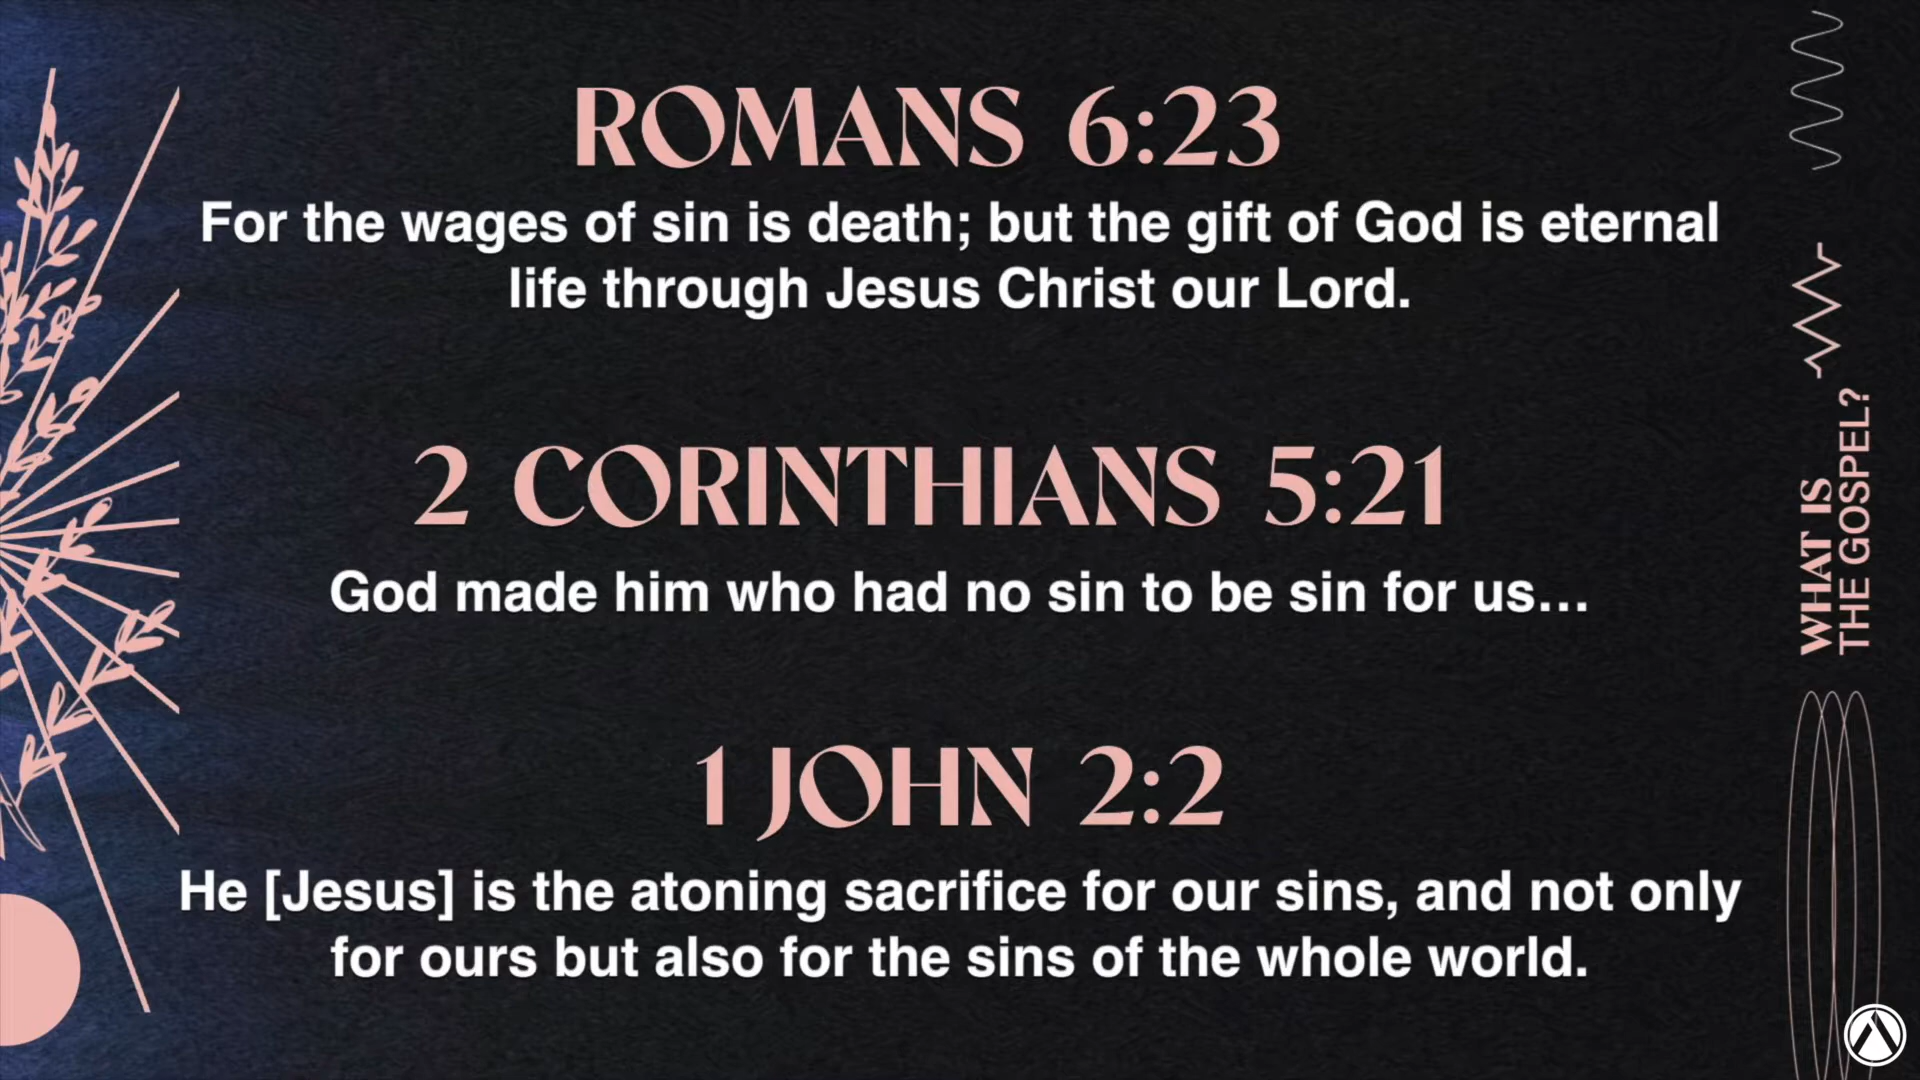 ROMANS 6:23
For the wages of sin is death; but the gift of God is eternal
life through Jesus Christ our Lord.
2 CORINTHIANS 5:21
God made him who had no sin to be sin for us…
1 JOHN 2:2
He [Jesus] is the atoning sacrifice for our sins, and not only
for ours but also for the sins of the whole world.
WHAT IS
THE GOSPEL?